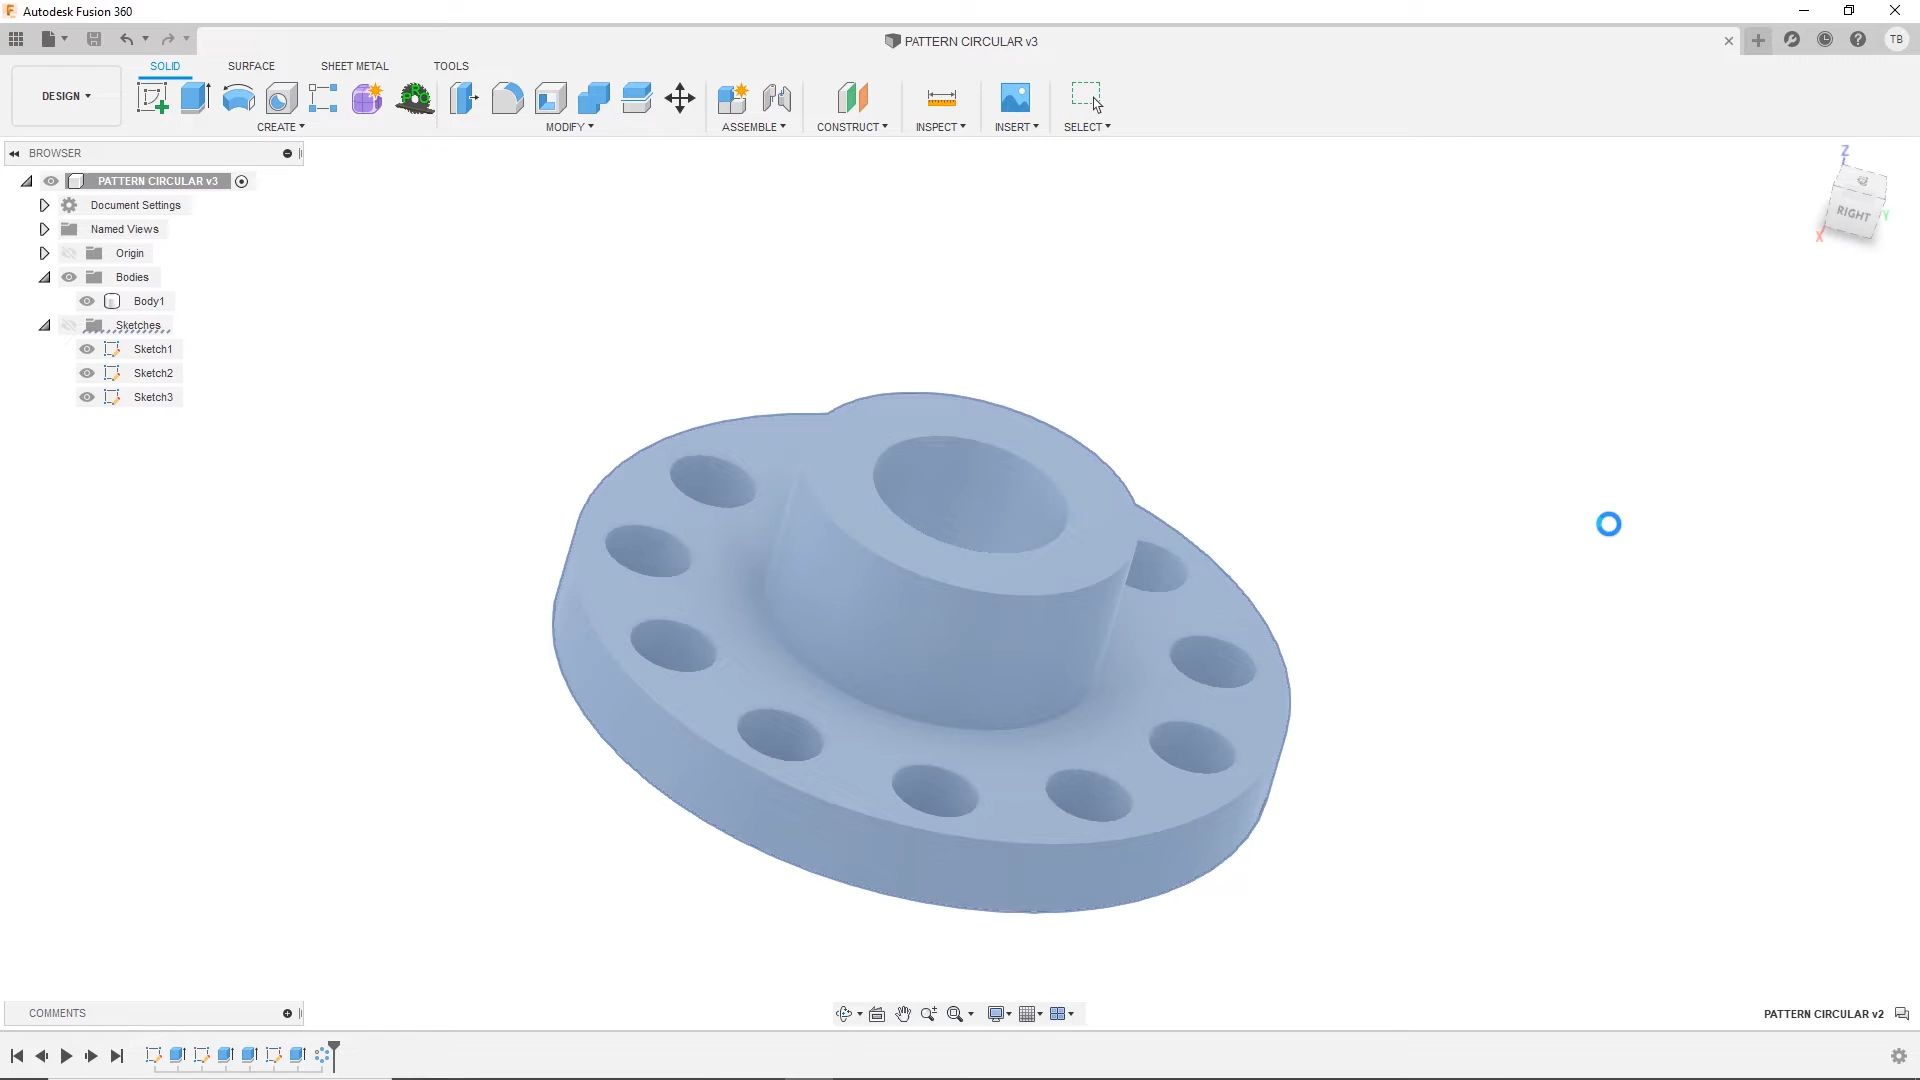 Autodesk Fusion 360
PATTERN CIRCULAR v3
TB
DESIGN
SOLID SURFACE SHEET METAL TOOLS
PRO
CREATE MODIFY ASSEMBLE CONSTRUCT INSPECT INSERT SELECT
BROWSER
PATTERN CIRCULAR v3
Document Settings
Named Views
Origin
Bodies
Body1
Sketches
Sketch1
Sketch2
Sketch3
Z
RIGHT
Y
X
COMMENTS
PATTERN CIRCULAR v2